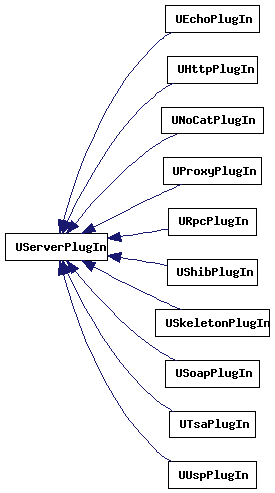 UEchoPlugIn
UHttpPlugIn
UNoCatPlugIn
UProxyPlugIn
URpcPlugIn
UServerPlugIn
UShibPlugIn
USkeletonPlugIn
USoapPlugIn
UTsaPlugIn
UUspPlugIn